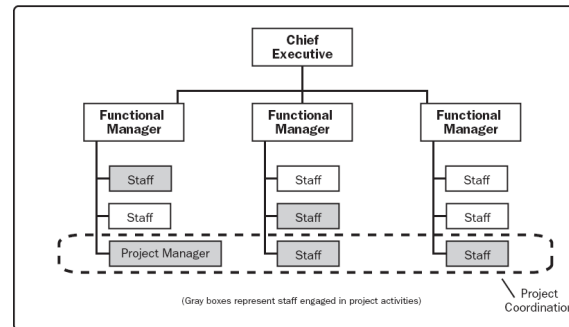 Chief
Executive
Functional
Manager
Functional
Manager
Functional
Manager
Staff
Staff
Staff
Staff
Staff
Staff
Project Manager
Staff
Staff
(Gray boxes represent staff engaged in project activities)
Project
Coordination